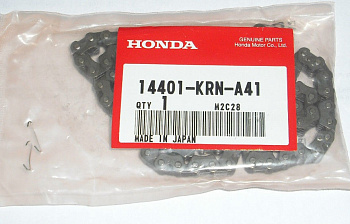 HONDA
GENUINE PARTS
Honda Motor Co., Ltd.
14401-KRN-A41
QTY 1 M2C28
MADE IN JAPAN